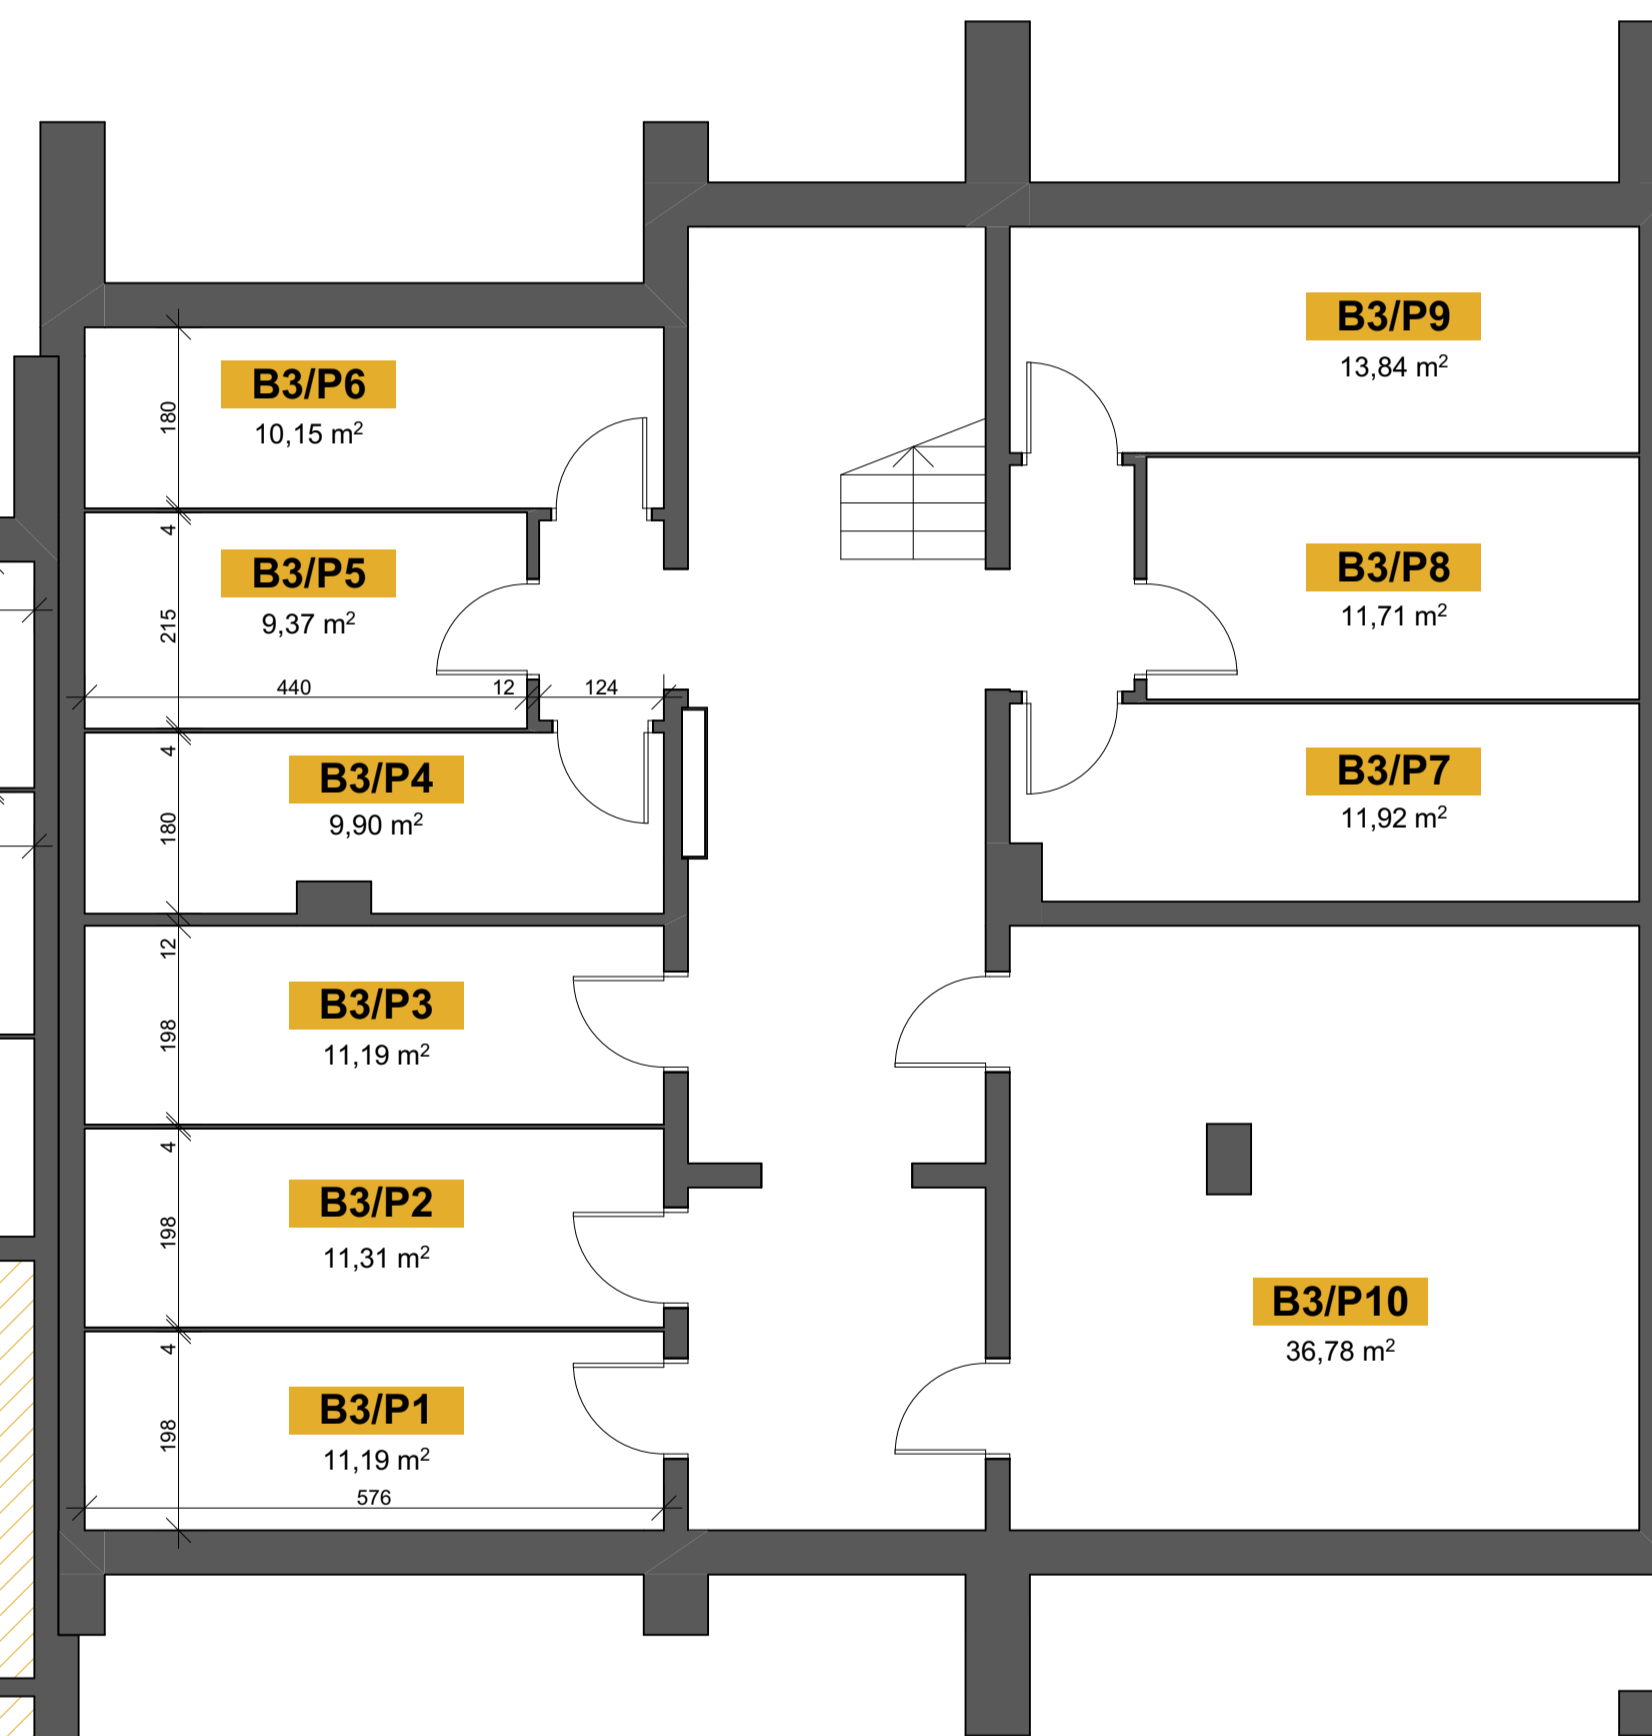 B3/P9
13,84 m²
B3/P6
10,15 m²
180
4
B3/P5
9,37 m²
215
440
12
124
B3/P8
11,71 m²
4
B3/P4
9,90 m²
180
B3/P7
11,92 m²
12
B3/P3
11,19 m²
198
4
B3/P2
11,31 m²
198
B3/P10
36,78 m²
4
B3/P1
11,19 m²
198
576